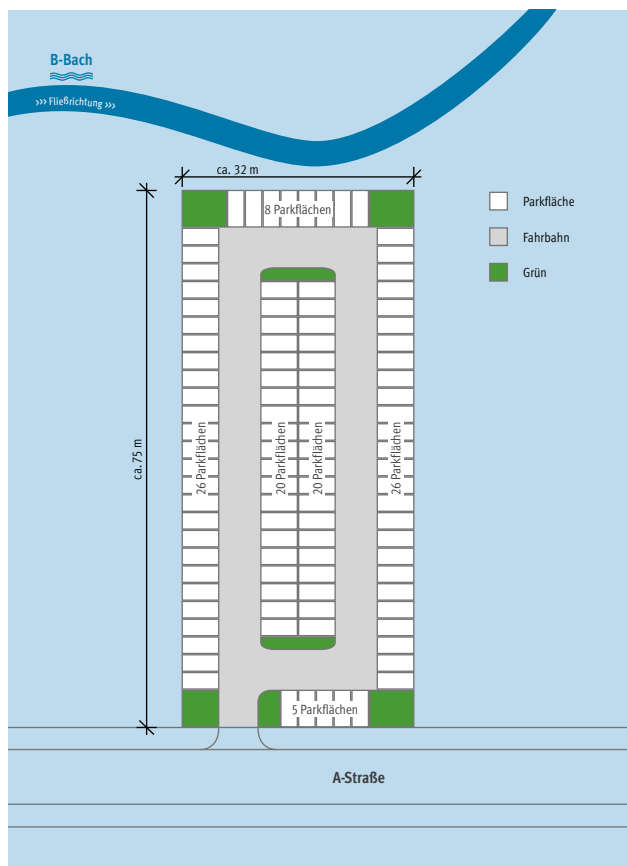 B-Bach
››› Fließrichtung ›››
ca. 32 m
8 Parkflächen
Parkfläche
Fahrbahn
Grün
ca. 75 m
26 Parkflächen
20 Parkflächen
20 Parkflächen
26 Parkflächen
5 Parkflächen
A-Straße